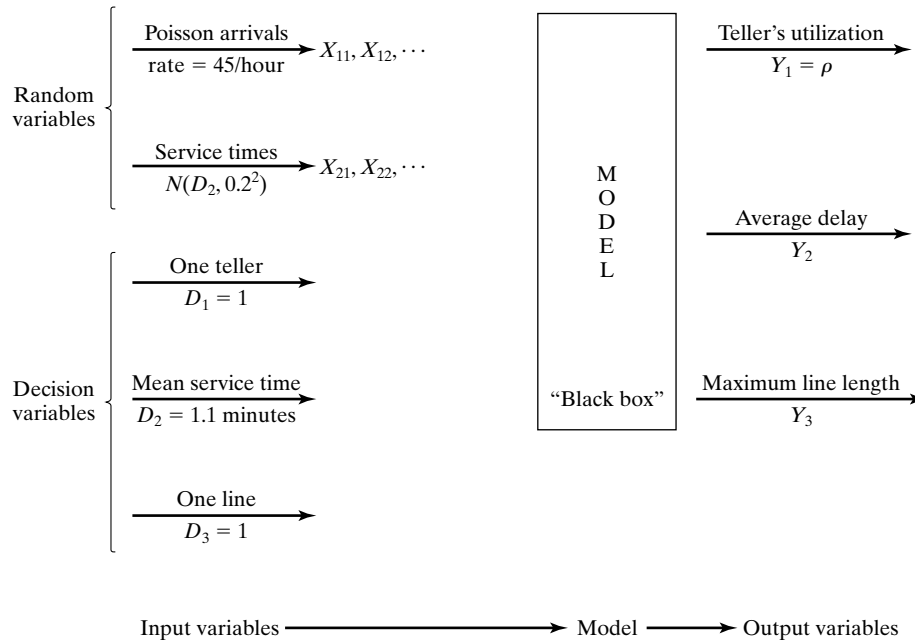 Random
variables
Poisson arrivals
rate = 45/hour
X₁₁, X₁₂, ⋯
Service times
N(D₂, 0.2²)
X₂₁, X₂₂, ⋯
Decision
variables
One teller
D₁ = 1
Mean service time
D₂ = 1.1 minutes
One line
D₃ = 1
M
O
D
E
L
“Black box”
Teller’s utilization
Y₁ = ρ
Average delay
Y₂
Maximum line length
Y₃
Input variables Model Output variables